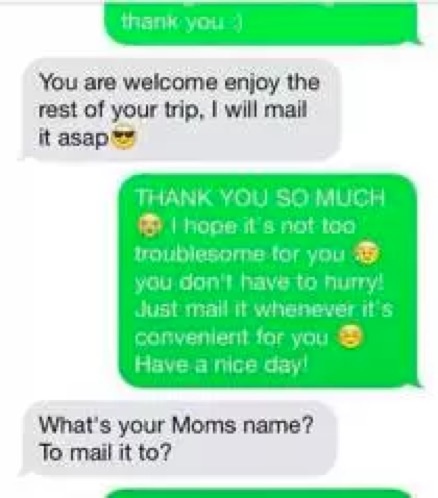 thank you :)
You are welcome enjoy the
rest of your trip, I will mail
it asap😎
THANK YOU SO MUCH
😭 I hope it's not too
troublesome for you 😥
you don't have to hurry!
Just mail it whenever it's
convenient for you ☺️
Have a nice day!
What's your Moms name?
To mail it to?